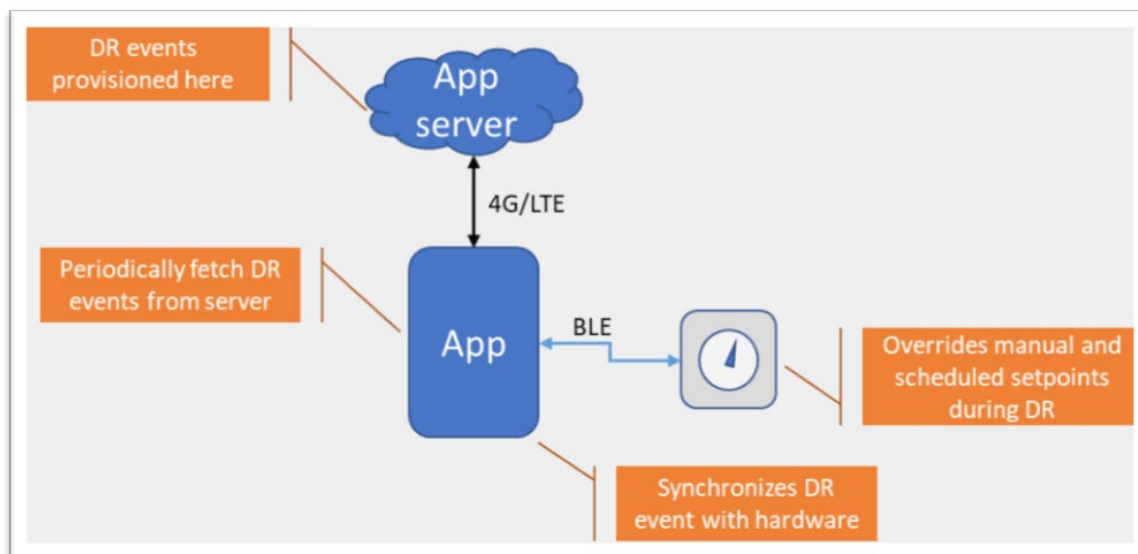 DR events
provisioned here
App
server
4G/LTE
Periodically fetch DR
events from server
App
BLE
Overrides manual and
scheduled setpoints
during DR
Synchronizes DR
event with hardware